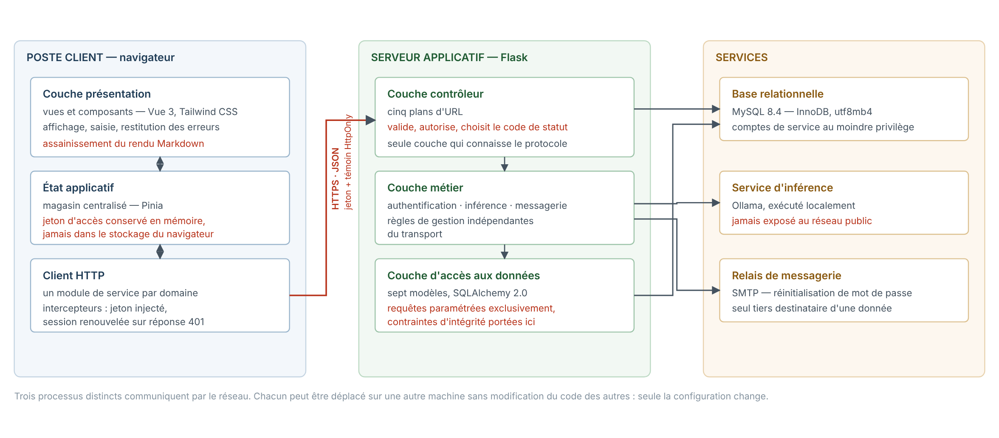 POSTE CLIENT — navigateur
Couche présentation
vues et composants — Vue 3, Tailwind CSS
affichage, saisie, restitution des erreurs
assainissement du rendu Markdown
État applicatif
magasin centralisé — Pinia
jeton d'accès conservé en mémoire,
jamais dans le stockage du navigateur
Client HTTP
un module de service par domaine
intercepteurs : jeton injecté,
session renouvelée sur réponse 401
HTTPS · JSON
jeton + témoin HttpOnly
SERVEUR APPLICATIF — Flask
Couche contrôleur
cinq plans d'URL
valide, autorise, choisit le code de statut
seule couche qui connaisse le protocole
Couche métier
authentification · inférence · messagerie
règles de gestion indépendantes
du transport
Couche d'accès aux données
sept modèles, SQLAlchemy 2.0
requêtes paramétrées exclusivement,
contraintes d'intégrité portées ici
SERVICES
Base relationnelle
MySQL 8.4 — InnoDB, utf8mb4
comptes de service au moindre privilège
Service d'inférence
Ollama, exécuté localement
jamais exposé au réseau public
Relais de messagerie
SMTP — réinitialisation de mot de passe
seul tiers destinataire d'une donnée
Trois processus distincts communiquent par le réseau. Chacun peut être déplacé sur une autre machine sans modification du code des autres : seule la configuration change.